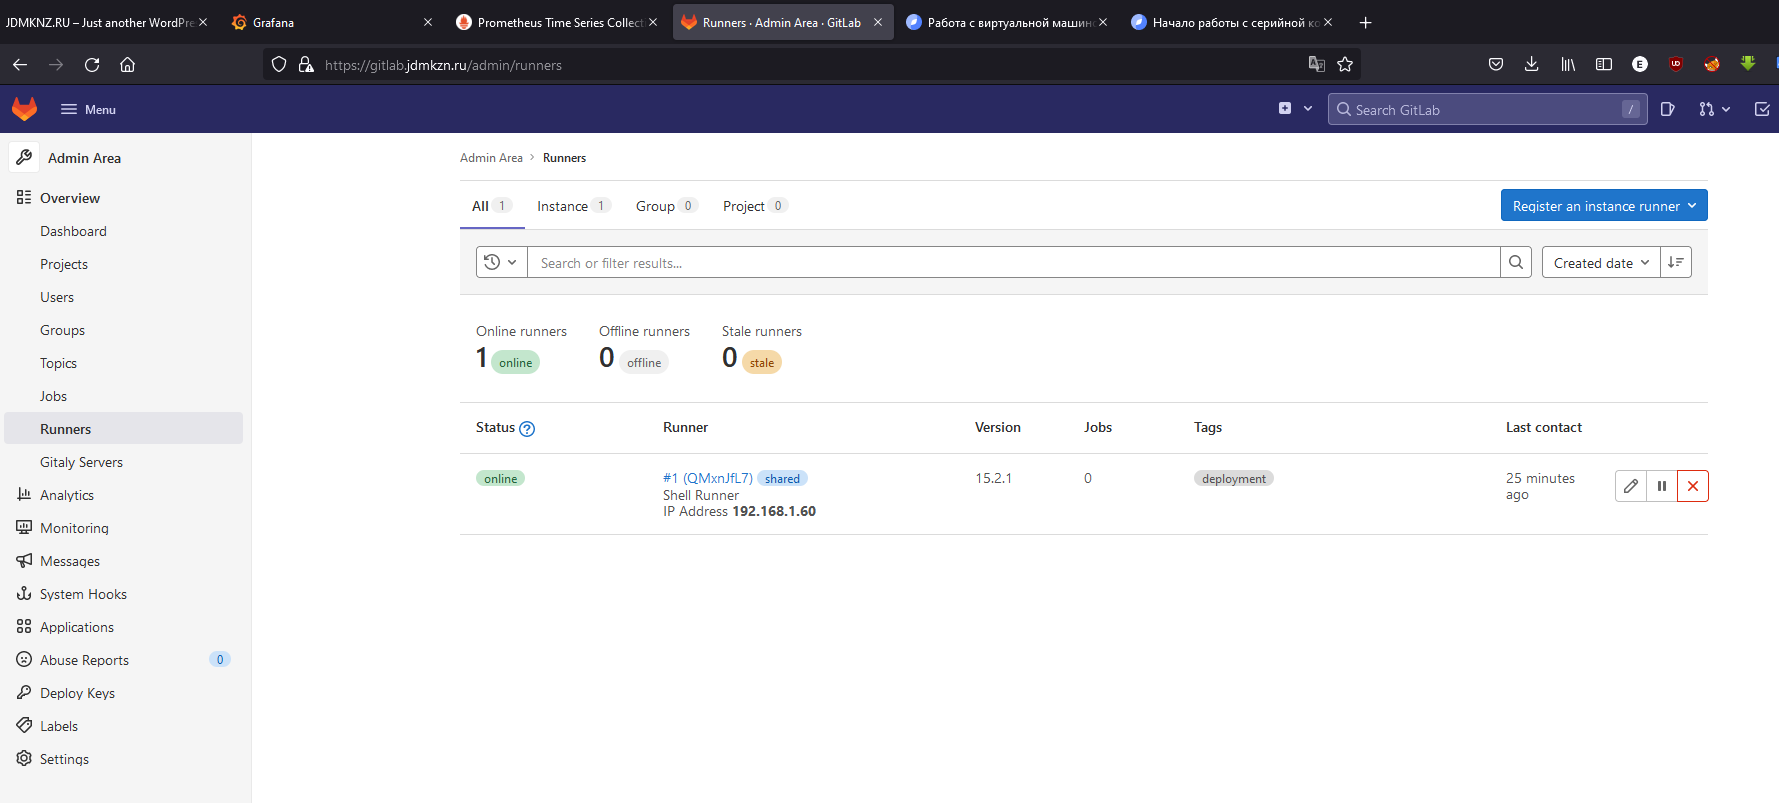 JDMKNZ.RU – Just another WordPre
Grafana
Prometheus Time Series Collecti
Runners · Admin Area · GitLab
Работа с виртуальной машино
Начало работы с серийной ко
https://gitlab.jdmkzn.ru/admin/runners
Menu
Search GitLab
/
Admin Area
Overview
Dashboard
Projects
Users
Groups
Topics
Jobs
Runners
Gitaly Servers
Analytics
Monitoring
Messages
System Hooks
Applications
Abuse Reports 0
Deploy Keys
Labels
Settings
Admin Area > Runners
All 1 Instance 1 Group 0 Project 0
Register an instance runner
Search or filter results...
Created date
Online runners Offline runners Stale runners
1 online 0 offline 0 stale
Status Runner Version Jobs Tags Last contact
online #1 (QMxnJfL7) shared 15.2.1 0 deployment 25 minutes
ago
Shell Runner
IP Address 192.168.1.60